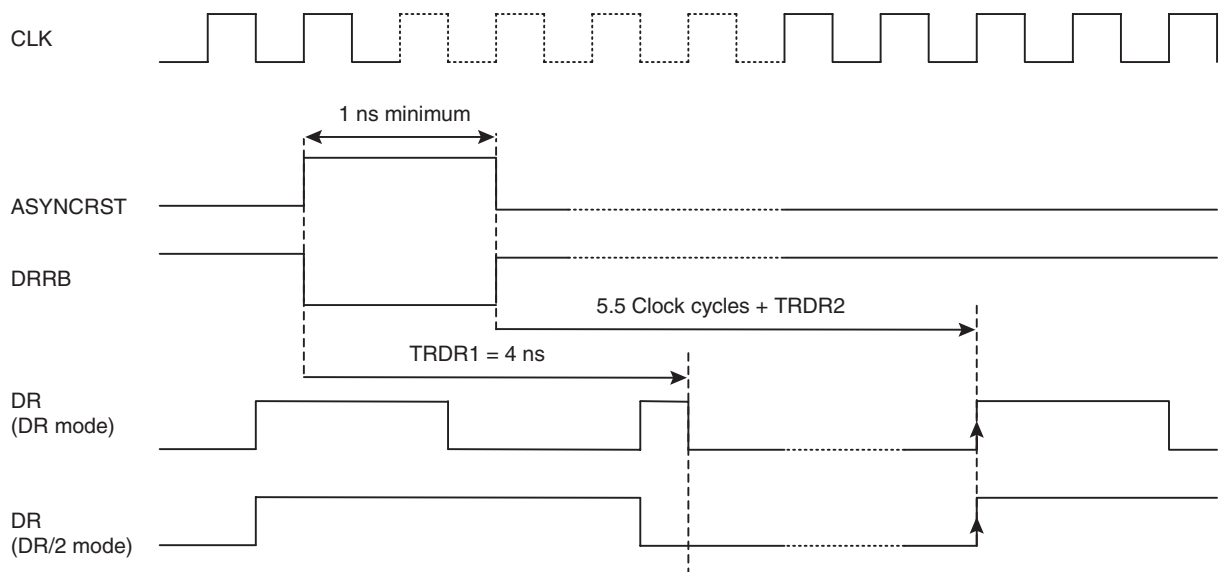 CLK
1 ns minimum
ASYNCRST
DRRB
5.5 Clock cycles + TRDR2
TRDR1 = 4 ns
DR
(DR mode)
DR
(DR/2 mode)